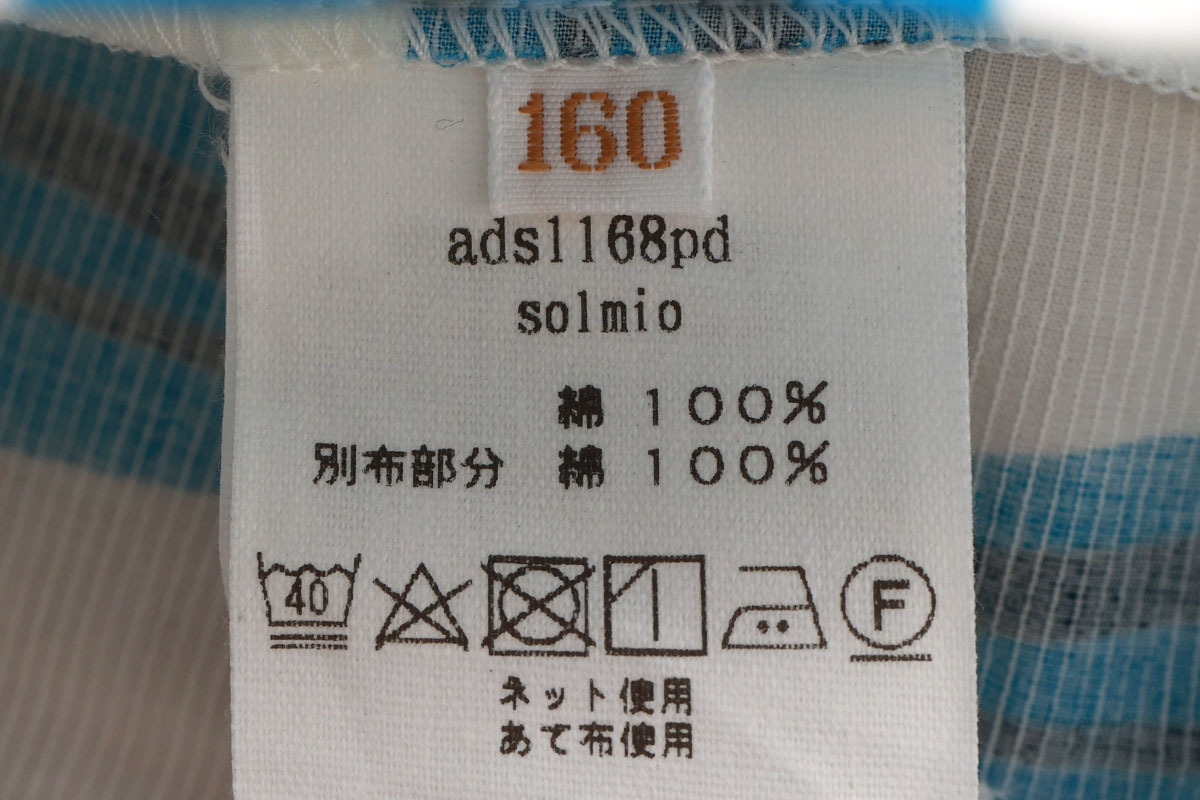 160
ads1168pd
solmio
綿 100%
別布部分 綿 100%
40 F
ネット使用
あて布使用